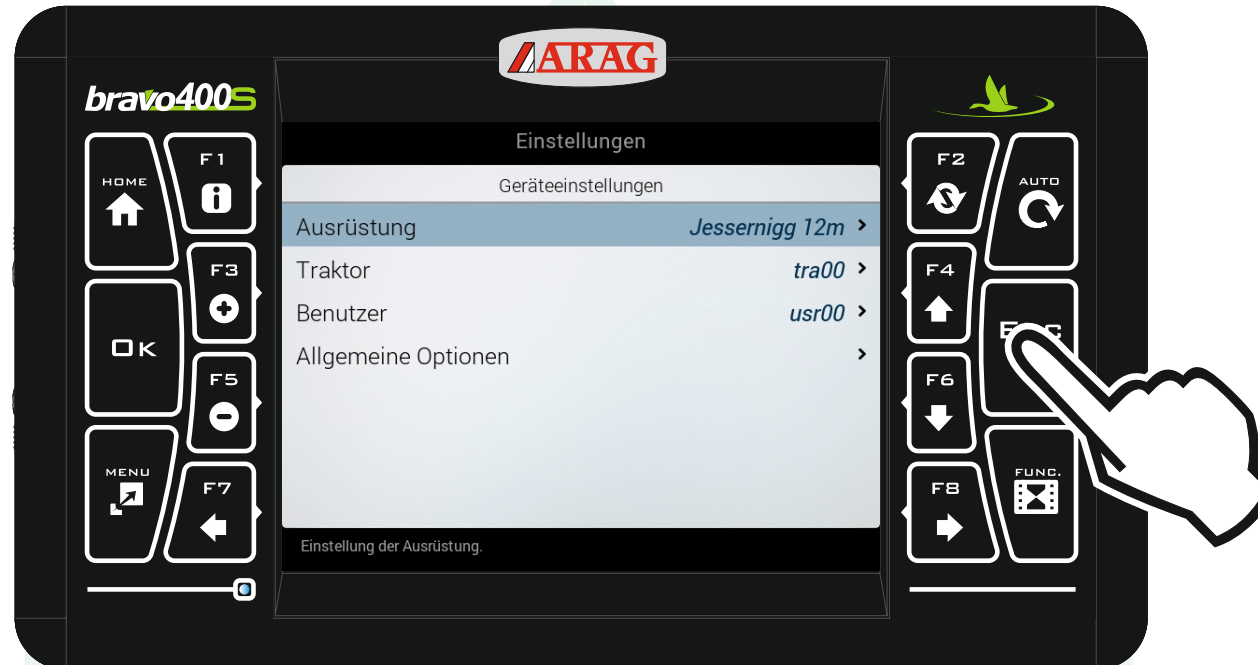 ARAG
bravo400S
HOME
F1
F3
OK
F5
MENU
F7
Einstellungen
Geräteeinstellungen
Ausrüstung Jessernigg 12m
Traktor tra00
Benutzer usr00
Allgemeine Optionen
Einstellung der Ausrüstung.
F2
AUTO
F4
F6
F8
FUNC.